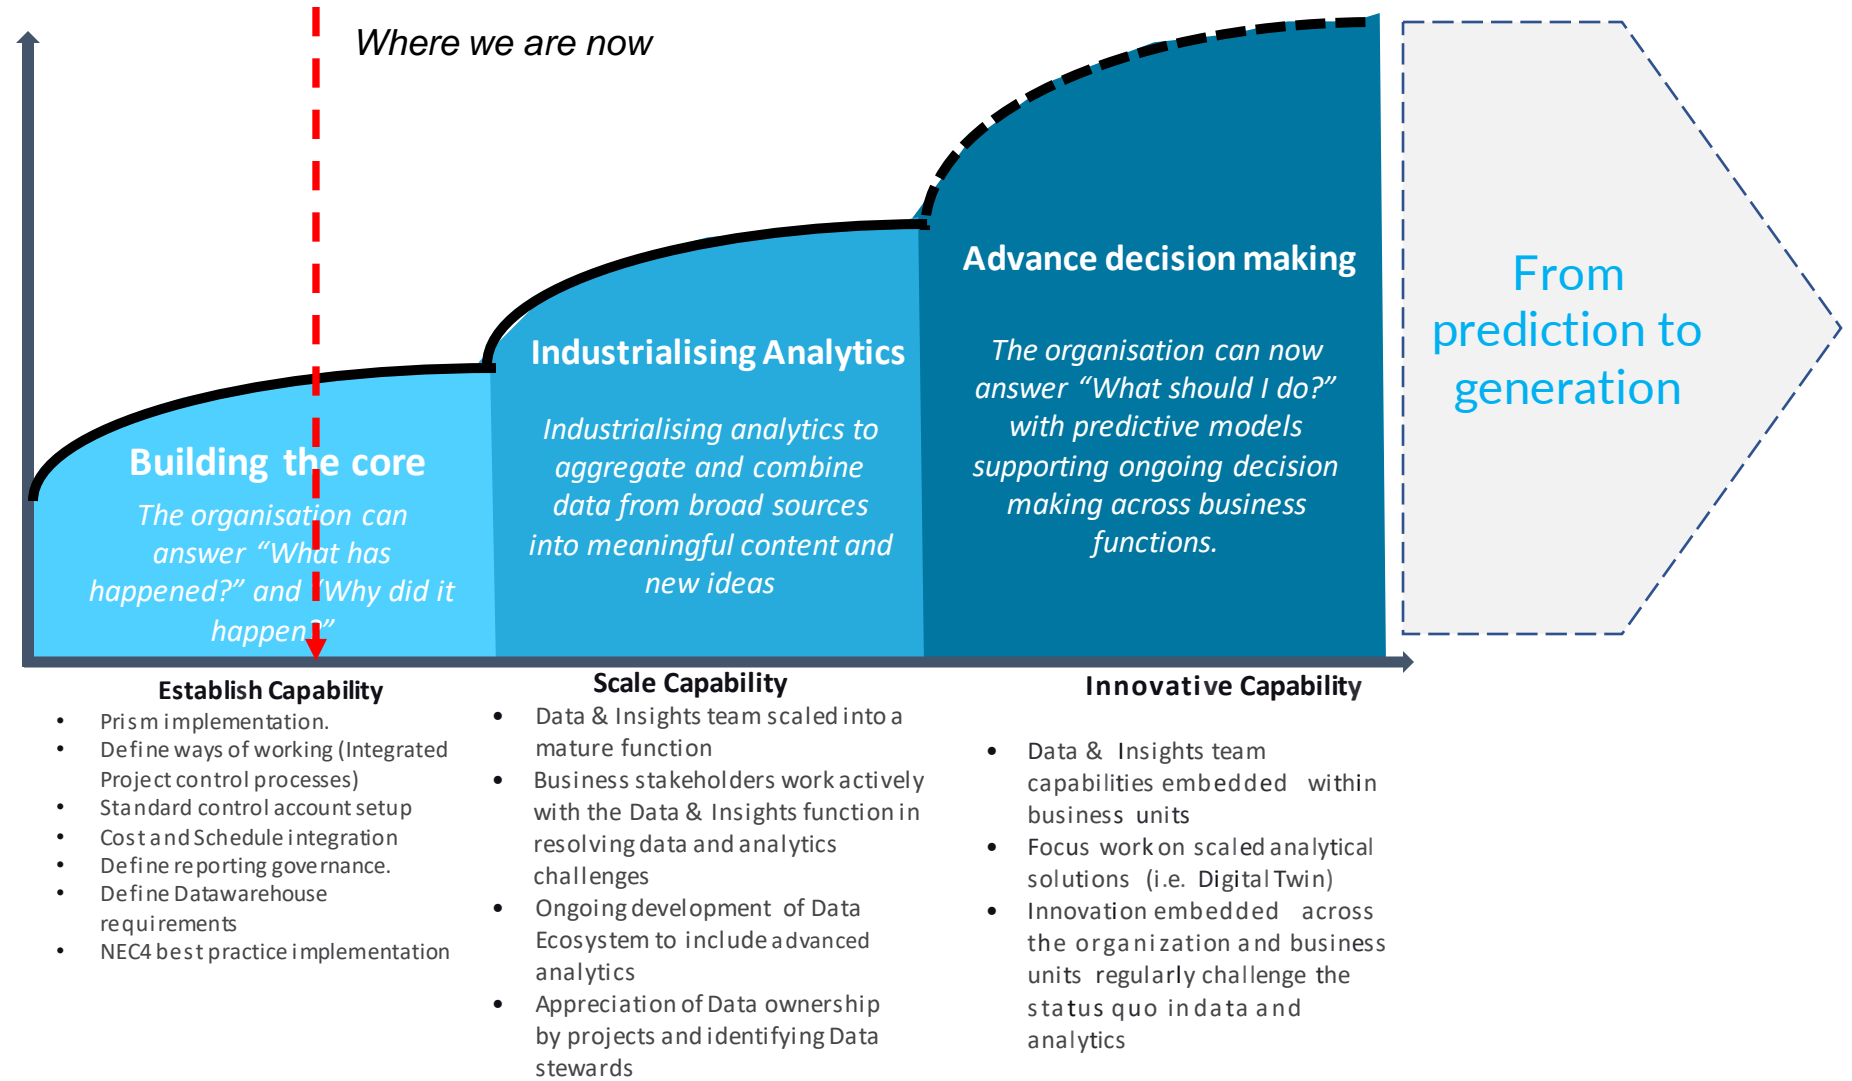 Where we are now
Building the core
The organisation can
answer “What has
happened?” and “Why did it
happen?”
Industrialising Analytics
Industrialising analytics to
aggregate and combine
data from broad sources
into meaningful content and
new ideas
Advance decision making
The organisation can now
answer “What should I do?”
with predictive models
supporting ongoing decision
making across business
functions.
From
prediction to
generation
Establish Capability
• Prism implementation.
• Define ways of working (Integrated
Project control processes)
• Standard control account setup
• Cost and Schedule integration
• Define reporting governance.
• Define Datawarehouse
requirements
• NEC4 best practice implementation
Scale Capability
• Data & Insights team scaled into a
mature function
• Business stakeholders work actively
with the Data & Insights function in
resolving data and analytics
challenges
• Ongoing development of Data
Ecosystem to include advanced
analytics
• Appreciation of Data ownership
by projects and identifying Data
stewards
Innovative Capability
• Data & Insights team
capabilities embedded within
business units
• Focus work on scaled analytical
solutions (i.e. Digital Twin)
• Innovation embedded across
the organization and business
units regularly challenge the
status quo in data and
analytics